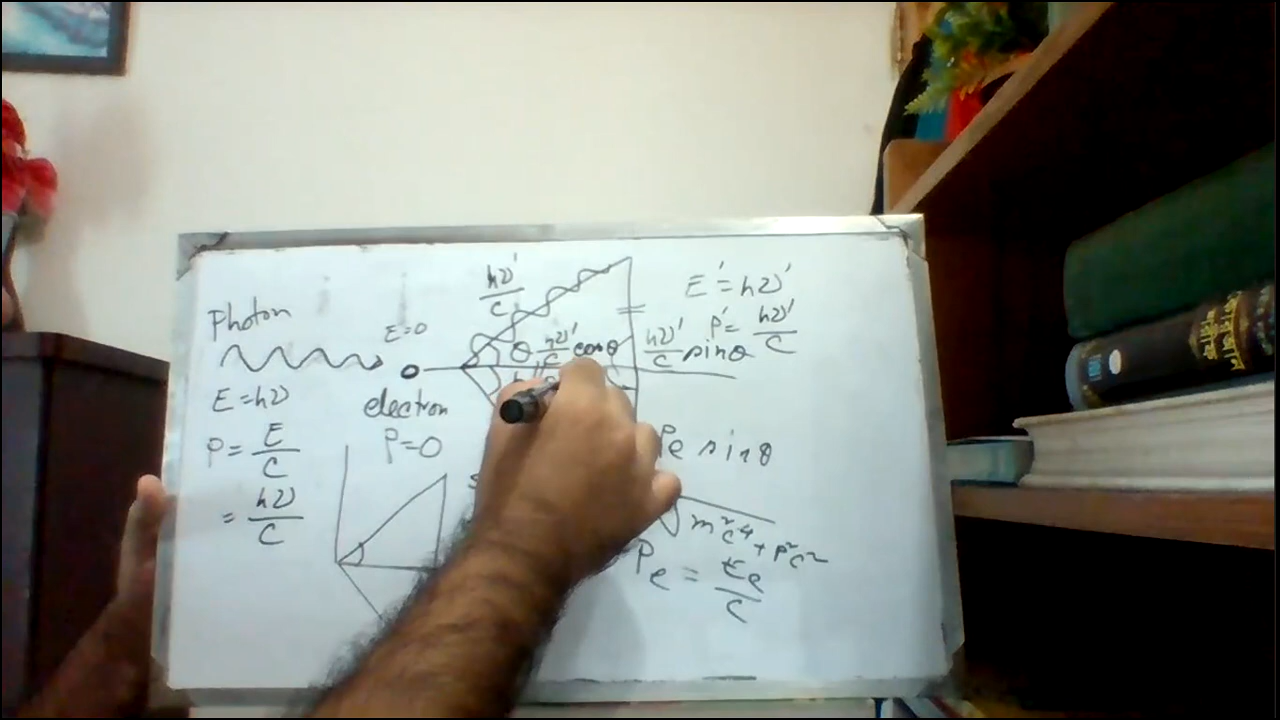 Photon
E = hν
P = E/C
= hν/C
E=0
electron
P=0
hν'/C
θ
hν'/C cosθ
hν'/C sinθ
E' = hν'
P' = hν'/C
Pe sinθ
√m²c⁴ + p²c²
Pe = Ee/C